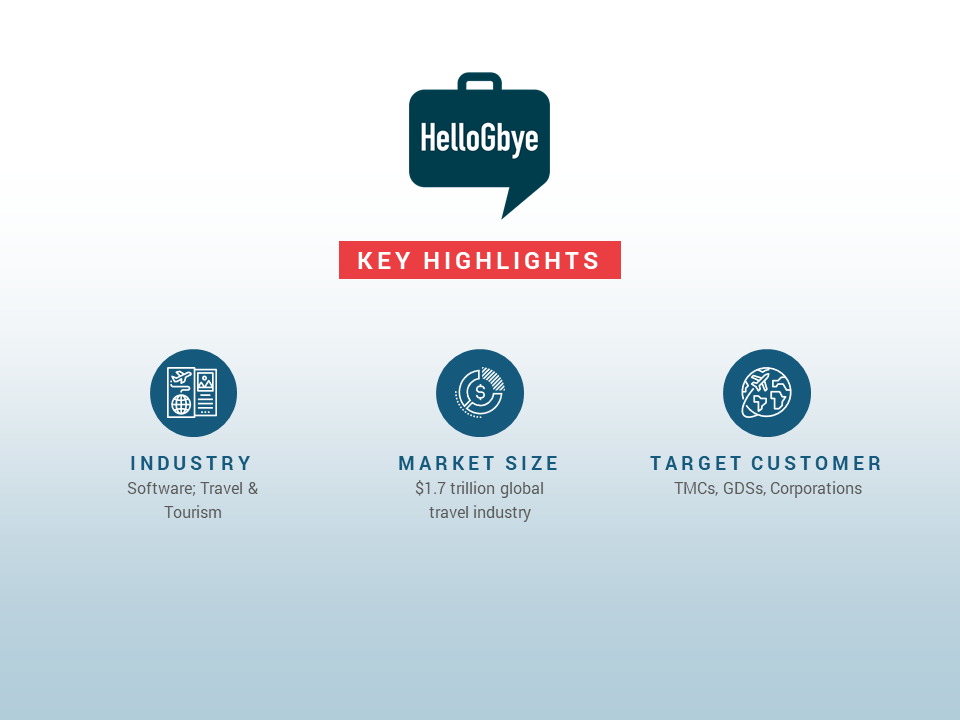 HelloGbye
KEY HIGHLIGHTS
INDUSTRY
Software; Travel &
Tourism
MARKET SIZE
$1.7 trillion global
travel industry
TARGET CUSTOMER
TMCs, GDSs, Corporations